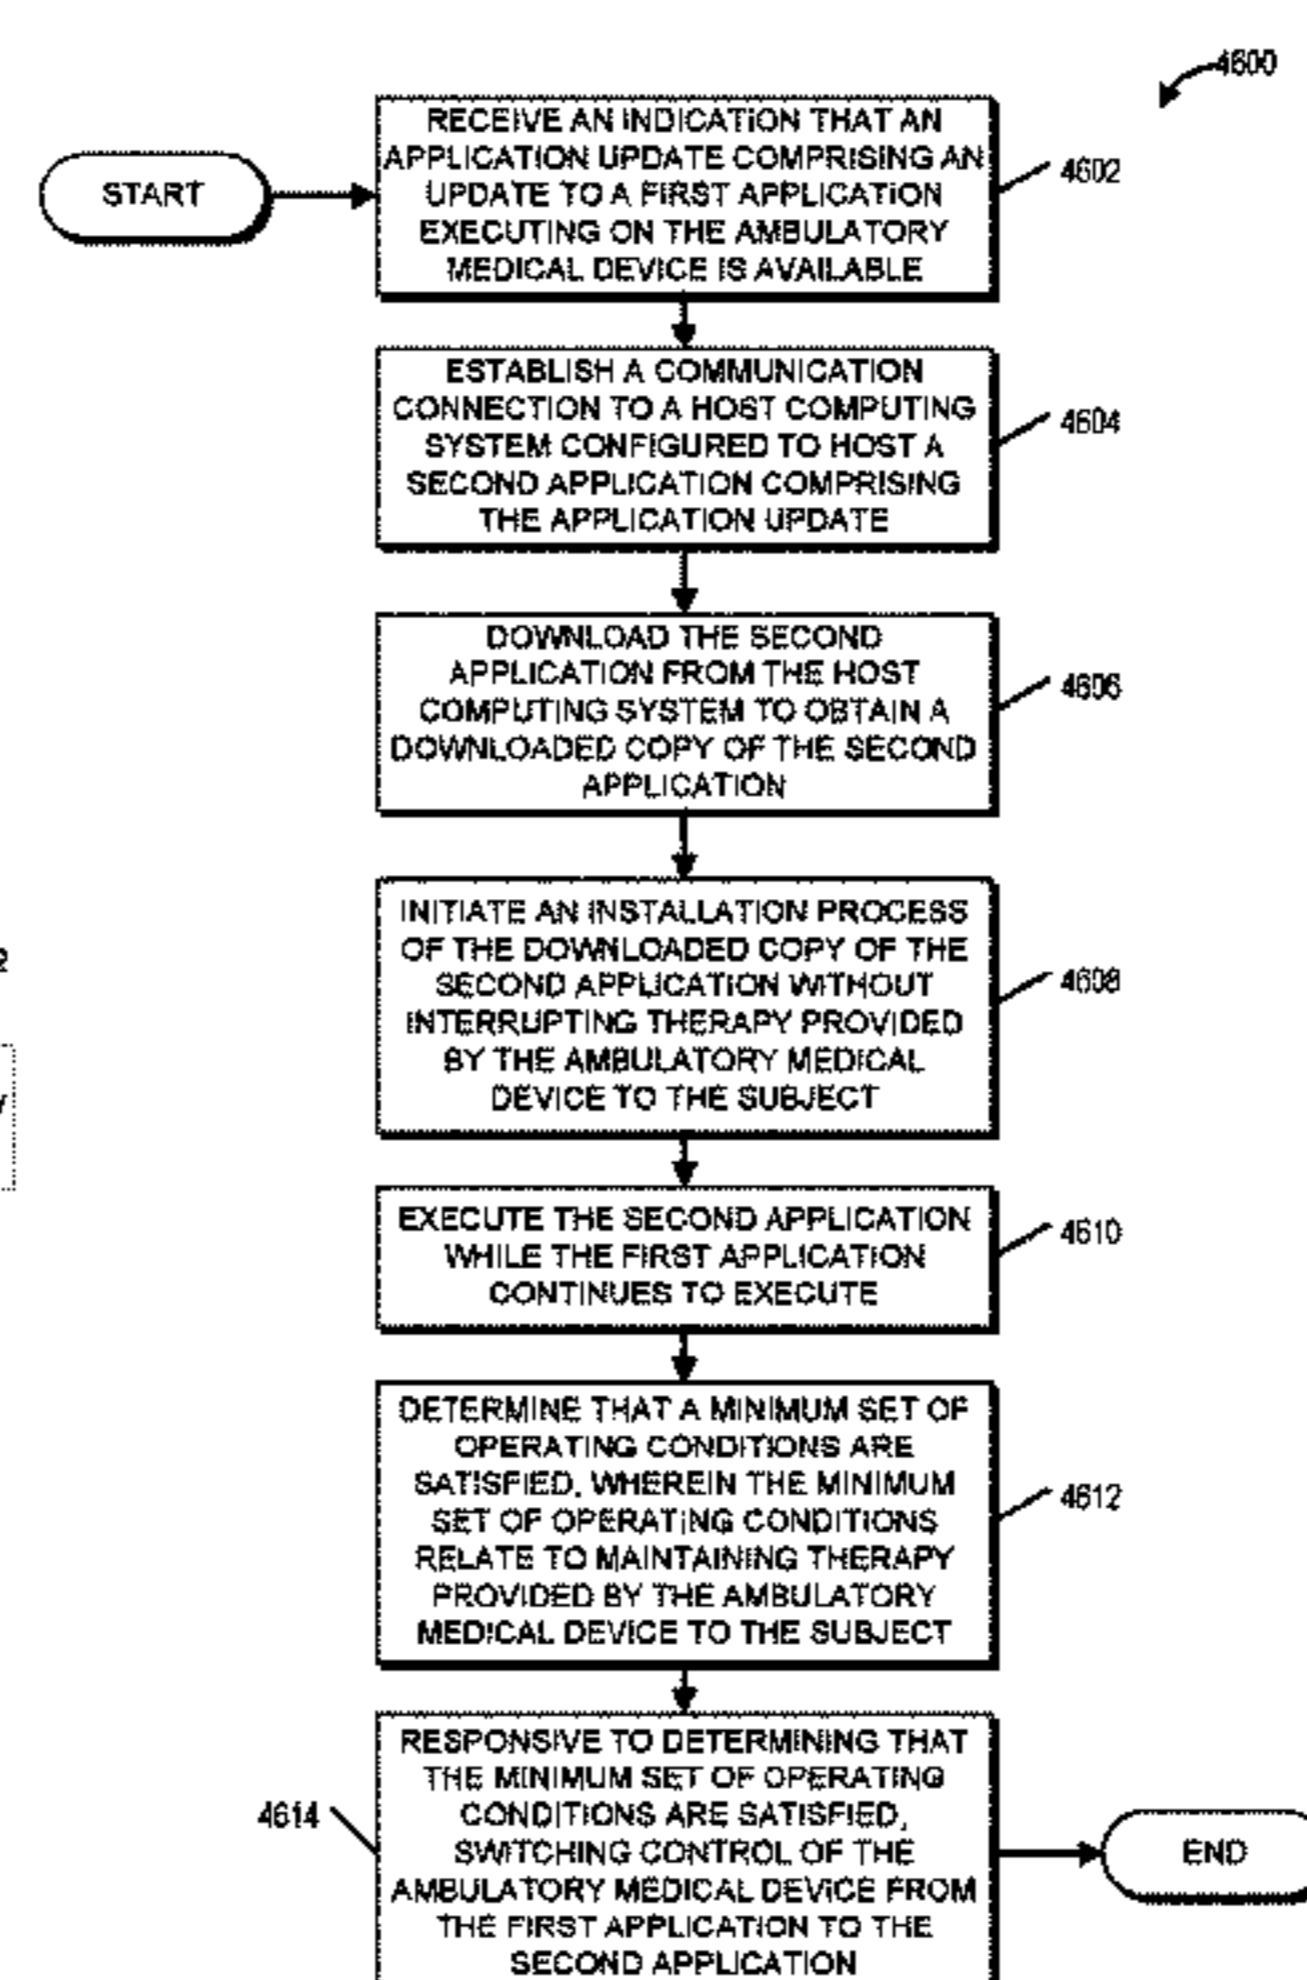 4600
START
RECEIVE AN INDICATION THAT AN
APPLICATION UPDATE COMPRISING AN
UPDATE TO A FIRST APPLICATION
EXECUTING ON THE AMBULATORY
MEDICAL DEVICE IS AVAILABLE
4602
ESTABLISH A COMMUNICATION
CONNECTION TO A HOST COMPUTING
SYSTEM CONFIGURED TO HOST A
SECOND APPLICATION COMPRISING
THE APPLICATION UPDATE
4604
DOWNLOAD THE SECOND
APPLICATION FROM THE HOST
COMPUTING SYSTEM TO OBTAIN A
DOWNLOADED COPY OF THE SECOND
APPLICATION
4606
INITIATE AN INSTALLATION PROCESS
OF THE DOWNLOADED COPY OF THE
SECOND APPLICATION WITHOUT
INTERRUPTING THERAPY PROVIDED
BY THE AMBULATORY MEDICAL
DEVICE TO THE SUBJECT
4608
EXECUTE THE SECOND APPLICATION
WHILE THE FIRST APPLICATION
CONTINUES TO EXECUTE
4610
DETERMINE THAT A MINIMUM SET OF
OPERATING CONDITIONS ARE
SATISFIED, WHEREIN THE MINIMUM
SET OF OPERATING CONDITIONS
RELATE TO MAINTAINING THERAPY
PROVIDED BY THE AMBULATORY
MEDICAL DEVICE TO THE SUBJECT
4612
RESPONSIVE TO DETERMINING THAT
THE MINIMUM SET OF OPERATING
CONDITIONS ARE SATISFIED,
SWITCHING CONTROL OF THE
AMBULATORY MEDICAL DEVICE FROM
THE FIRST APPLICATION TO THE
SECOND APPLICATION
4614
END